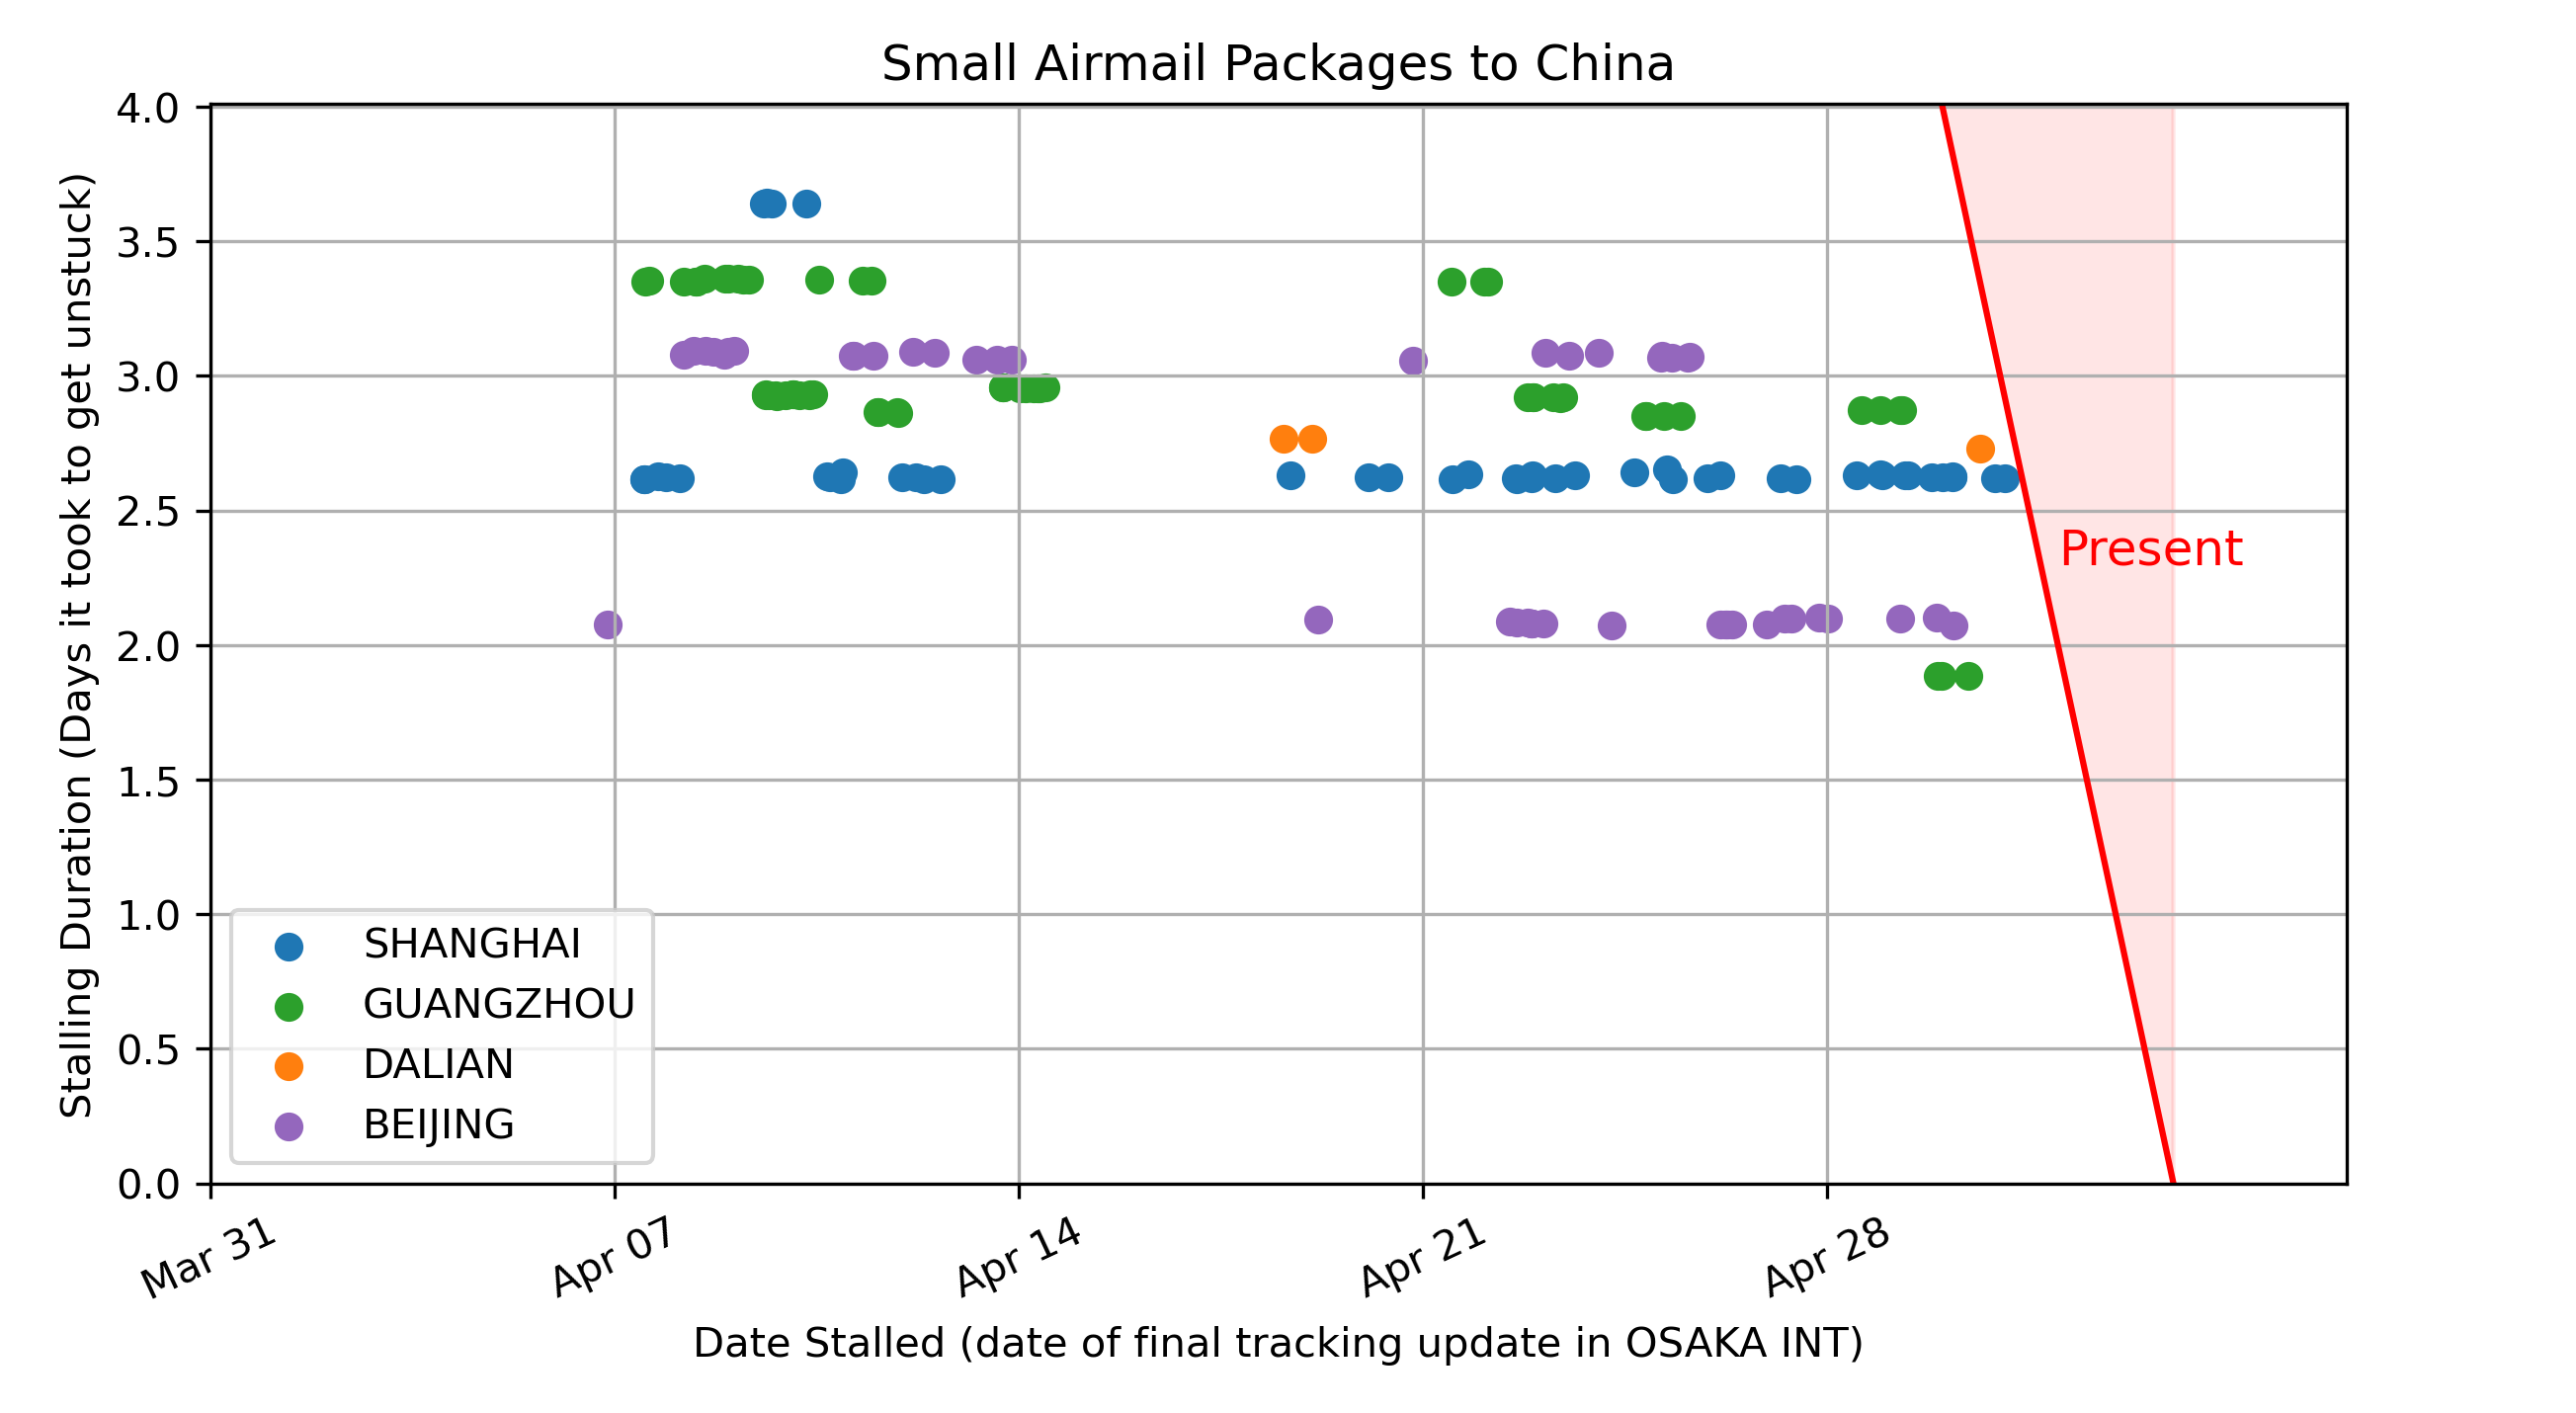 Small Airmail Packages to China
Stalling Duration (Days it took to get unstuck)
4.0
3.5
3.0
2.5
2.0
1.5
1.0
0.5
0.0
Present
SHANGHAI
GUANGZHOU
DALIAN
BEIJING
Mar 31
Apr 07
Apr 14
Apr 21
Apr 28
Date Stalled (date of final tracking update in OSAKA INT)